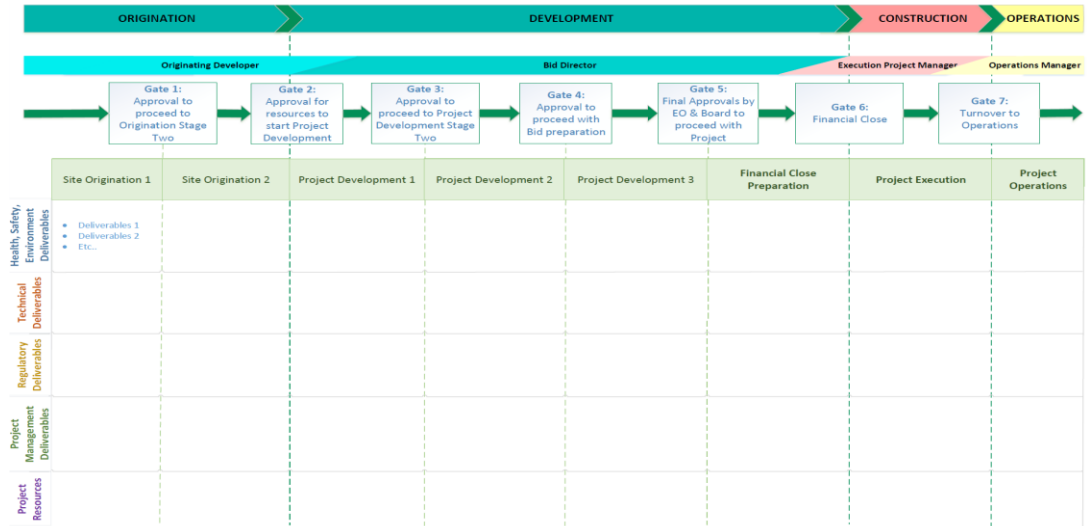 ORIGINATION
DEVELOPMENT
CONSTRUCTION
OPERATIONS
Originating Developer
Bid Director
Execution Project Manager
Operations Manager
Gate 1:
Approval to
proceed to
Origination Stage
Two
Gate 2:
Approval for
resources to
start Project
Development
Gate 3:
Approval to
proceed to Project
Development Stage
Two
Gate 4:
Approval to
proceed with
Bid preparation
Gate 5:
Final Approvals by
EO & Board to
proceed with
Project
Gate 6:
Financial Close
Gate 7:
Turnover to
Operations
Site Origination 1
Site Origination 2
Project Development 1
Project Development 2
Project Development 3
Financial Close
Preparation
Project Execution
Project
Operations
Health, Safety,
Environment
Deliverables
• Deliverables 1
• Deliverables 2
• Etc..
Technical
Deliverables
Regulatory
Deliverables
Project
Management
Deliverables
Project
Resources